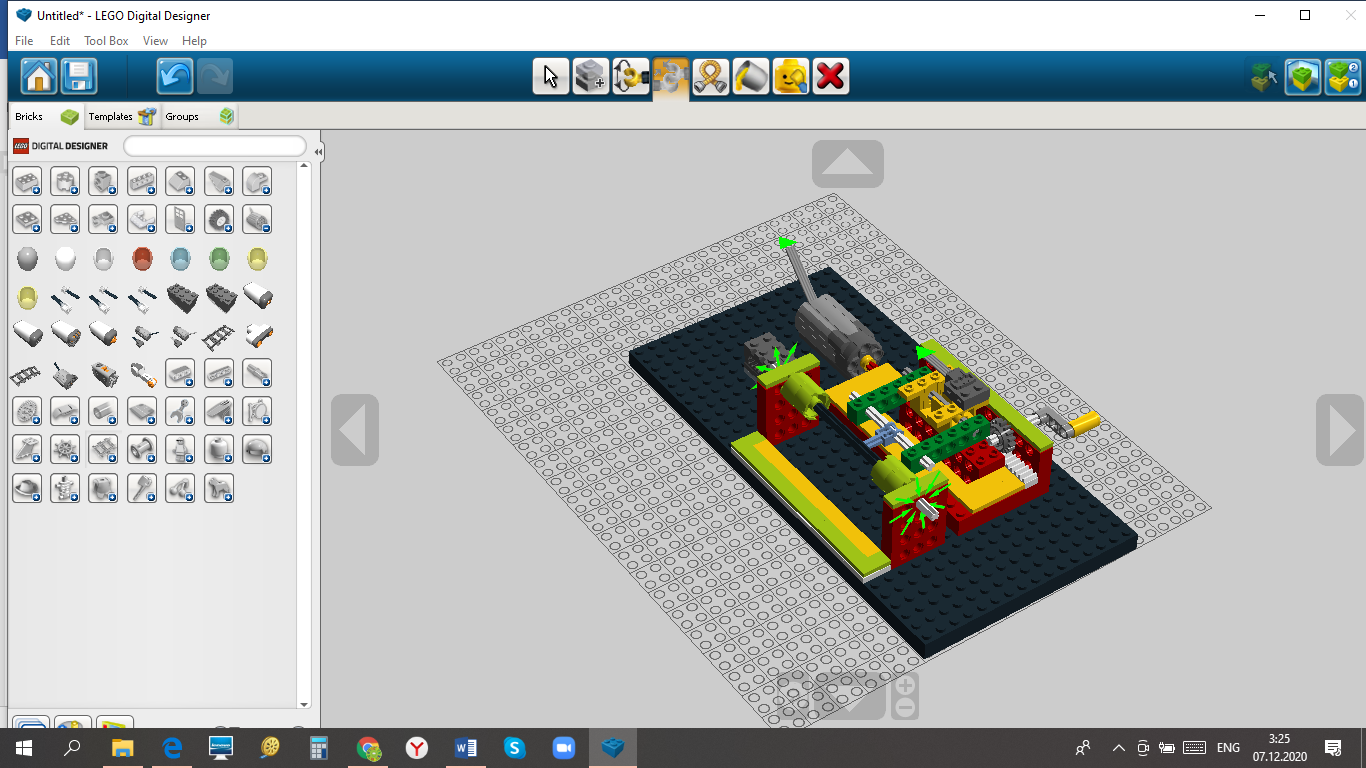 Untitled* - LEGO Digital Designer
File Edit Tool Box View Help
Bricks Templates Groups
LEGO DIGITAL DESIGNER
ENG
3:25
07.12.2020